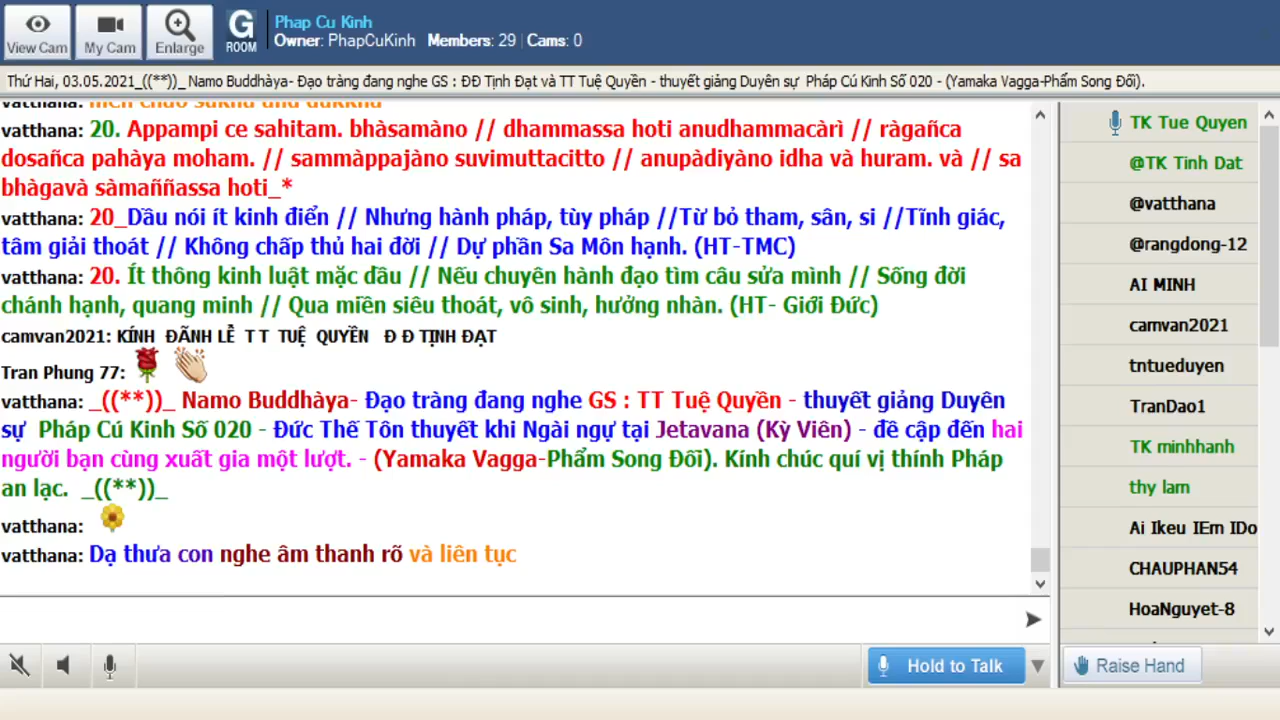 View Cam
My Cam
Enlarge
G
ROOM
Phap Cu Kinh
Owner: PhapCuKinh Members: 29 | Cams: 0
Thứ Hai, 03.05.2021_((**))_ Namo Buddhàya- Đạo tràng đang nghe GS : ĐĐ Tịnh Đạt và TT Tuệ Quyền - thuyết giảng Duyên sự Pháp Cú Kinh Số 020 - (Yamaka Vagga-Phẩm Song Đối).
vatthana: 20. Appampi ce sahitam. bhàsamàno // dhammassa hoti anudhammacàrì // ràgañca
dosañca pahàya moham. // sammàppajàno suvimuttacitto // anupàdiyàno idha và huram. và // sa
bhàgavà sàmaññassa hoti_*
vatthana: 20_Dầu nói ít kinh điển // Nhưng hành pháp, tùy pháp //Từ bỏ tham, sân, si //Tĩnh giác,
tâm giải thoát // Không chấp thủ hai đời // Dự phần Sa Môn hạnh. (HT-TMC)
vatthana: 20. Ít thông kinh luật mặc dầu // Nếu chuyên hành đạo tìm câu sửa mình // Sống đời
chánh hạnh, quang minh // Qua miền siêu thoát, vô sinh, hưởng nhàn. (HT- Giới Đức)
camvan2021: KÍNH ĐÃNH LỄ T T TUỆ QUYỀN Đ Đ TỊNH ĐẠT
Tran Phung 77:
vatthana: _((**))_ Namo Buddhàya- Đạo tràng đang nghe GS : TT Tuệ Quyền - thuyết giảng Duyên
sự Pháp Cú Kinh Số 020 - Đức Thế Tôn thuyết khi Ngài ngự tại Jetavana (Kỳ Viên) - đề cập đến hai
người bạn cùng xuất gia một lượt. - (Yamaka Vagga-Phẩm Song Đối). Kính chúc quí vị thính Pháp
an lạc. _((**))_
vatthana:
vatthana: Dạ thưa con nghe âm thanh rõ và liên tục
TK Tue Quyen
@TK Tinh Dat
@vatthana
@rangdong-12
AI MINH
camvan2021
tntueduyen
TranDao1
TK minhhanh
thy lam
Ai Ikeu IEm IDo
CHAUPHAN54
HoaNguyet-8
Hold to Talk
Raise Hand